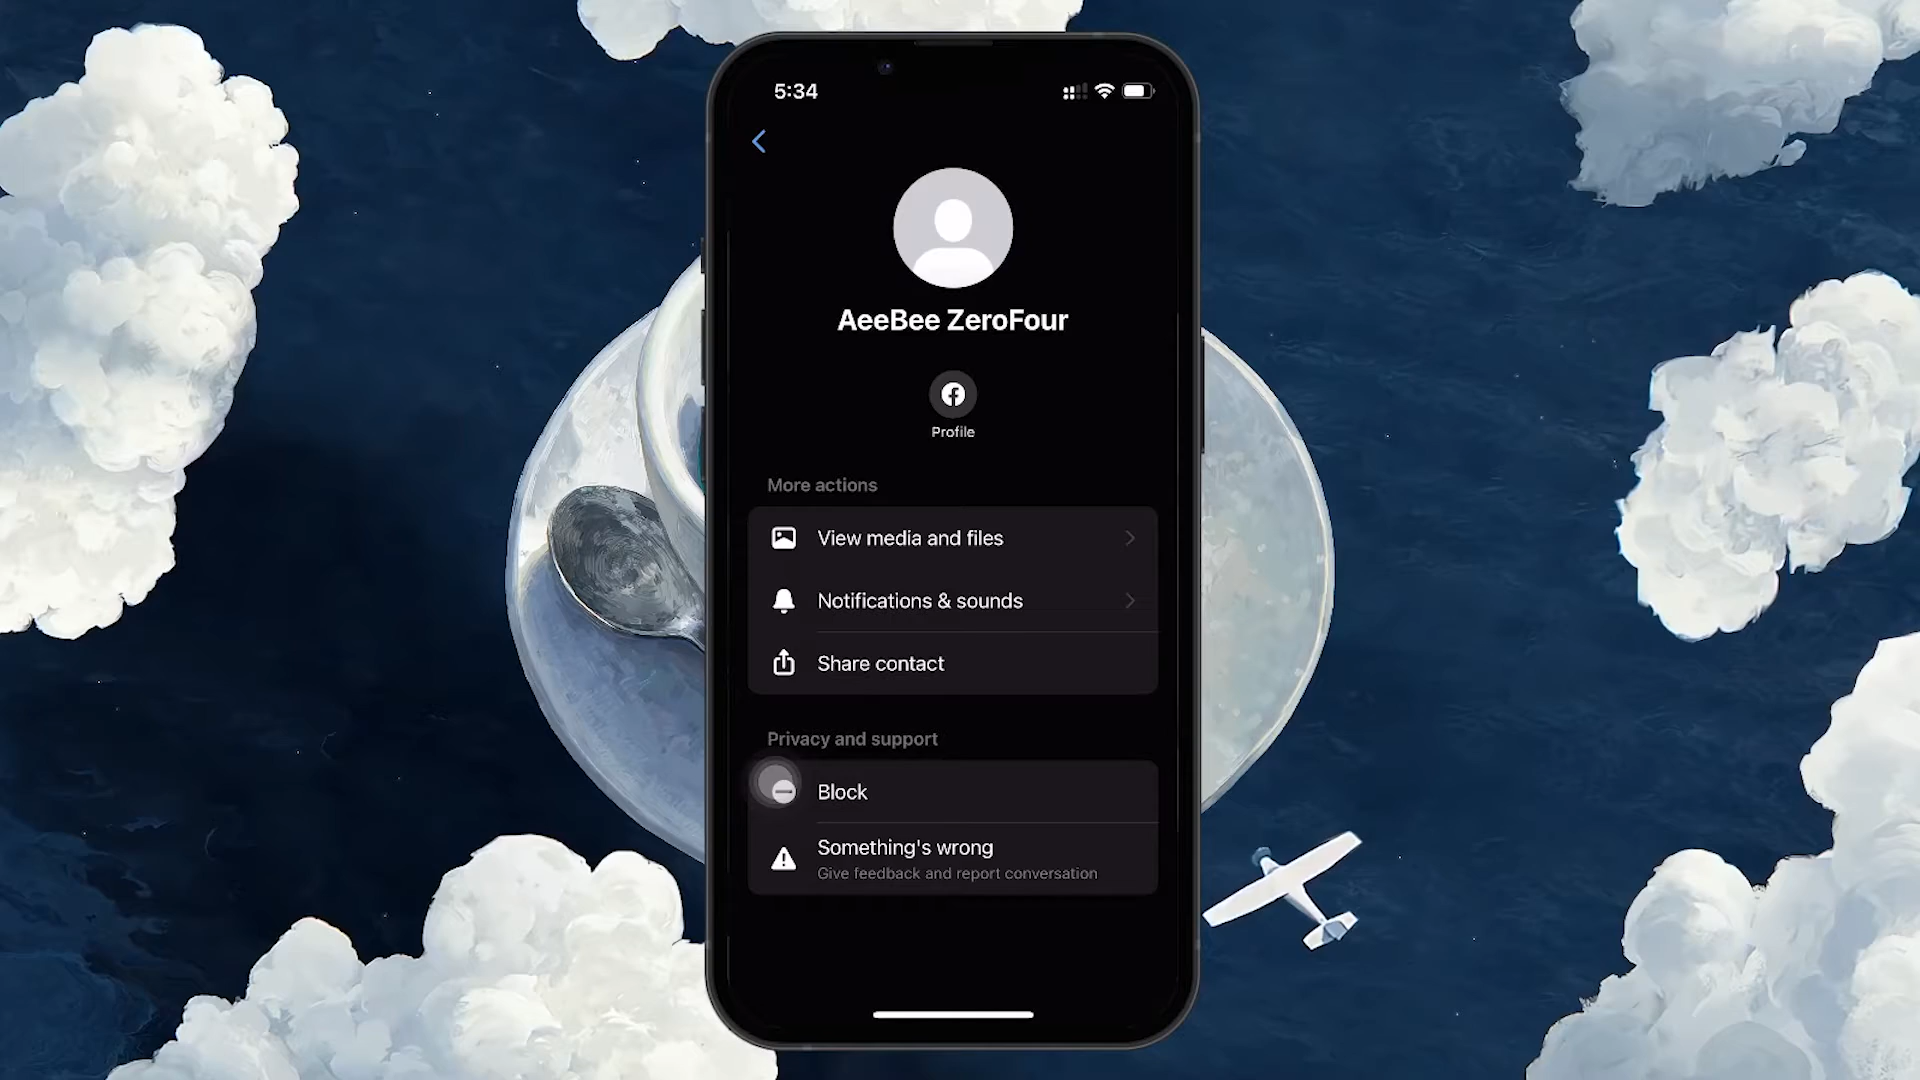 5:34
AeeBee ZeroFour
Profile
More actions
View media and files
Notifications & sounds
Share contact
Privacy and support
Block
Something's wrong
Give feedback and report conversation